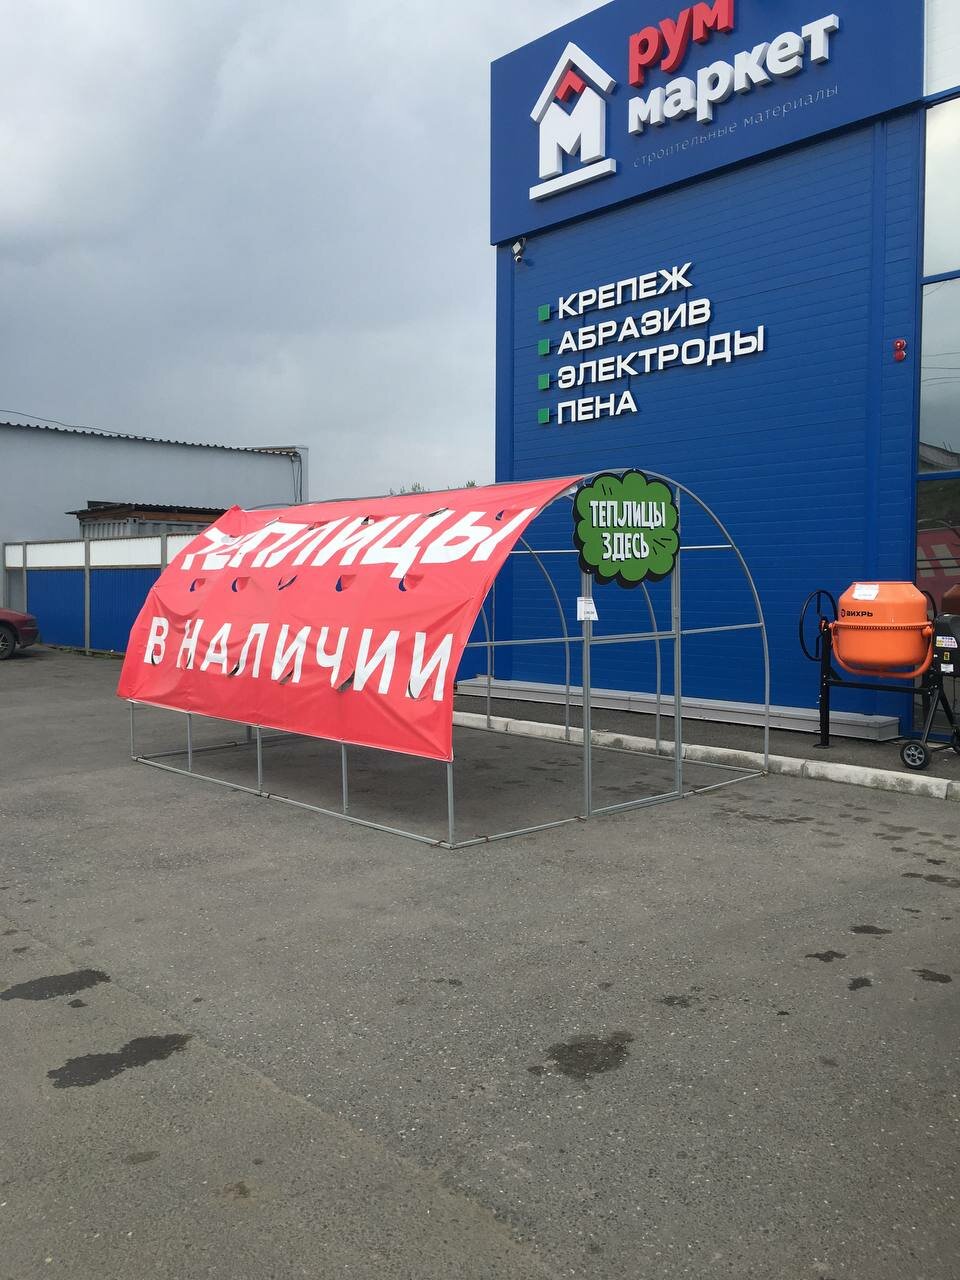 рум
маркет
строительные материалы
КРЕПЕЖ
АБРАЗИВ
ЭЛЕКТРОДЫ
ПЕНА
ТЕПЛИЦЫ
В НАЛИЧИИ
ТЕПЛИЦЫ
ЗДЕСЬ
ВИХРЬ